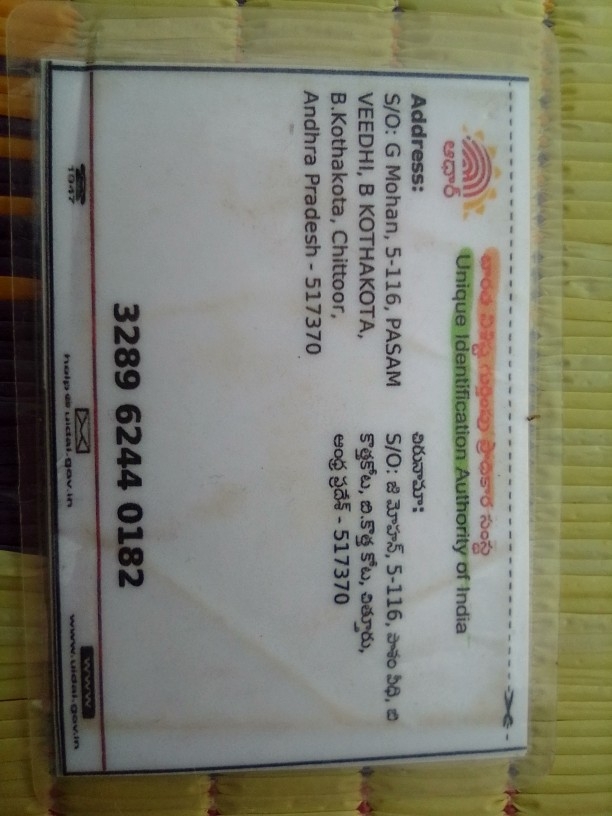 భారత విశిష్ట గుర్తింపు ప్రాధికార సంస్థ
Unique Identification Authority of India
ఆధార్
Address:
S/O: G Mohan, 5-116, PASAM
VEEDHI, B KOTHAKOTA,
B.Kothakota, Chittoor,
Andhra Pradesh - 517370
చిరునామా:
S/O: జి మోహన్, 5-116, పాశం వీధి, బి
కొత్తకోట, బి.కొత్త కోట, చిత్తూరు,
ఆంధ్ర ప్రదేశ్ - 517370
3289 6244 0182
1947
help@uidai.gov.in
www
www.uidai.gov.in